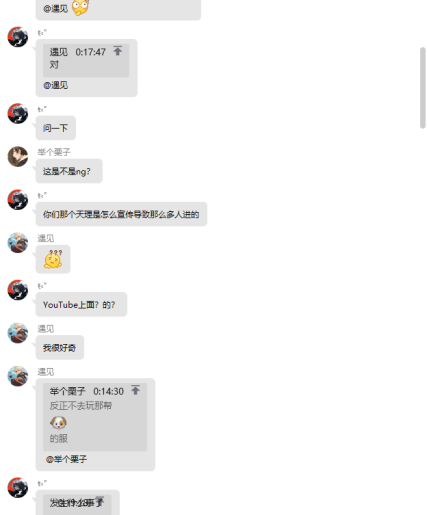 @遇见
遇见 0:17:47
对
@遇见
问一下
举个栗子
这是不是ng?
你们那个天理是怎么宣传导致那么多人进的
遇见
???
YouTube上面？的？
遇见
我很好奇
遇见
举个栗子 0:14:30
反正不去玩那帮
的服
@举个栗子